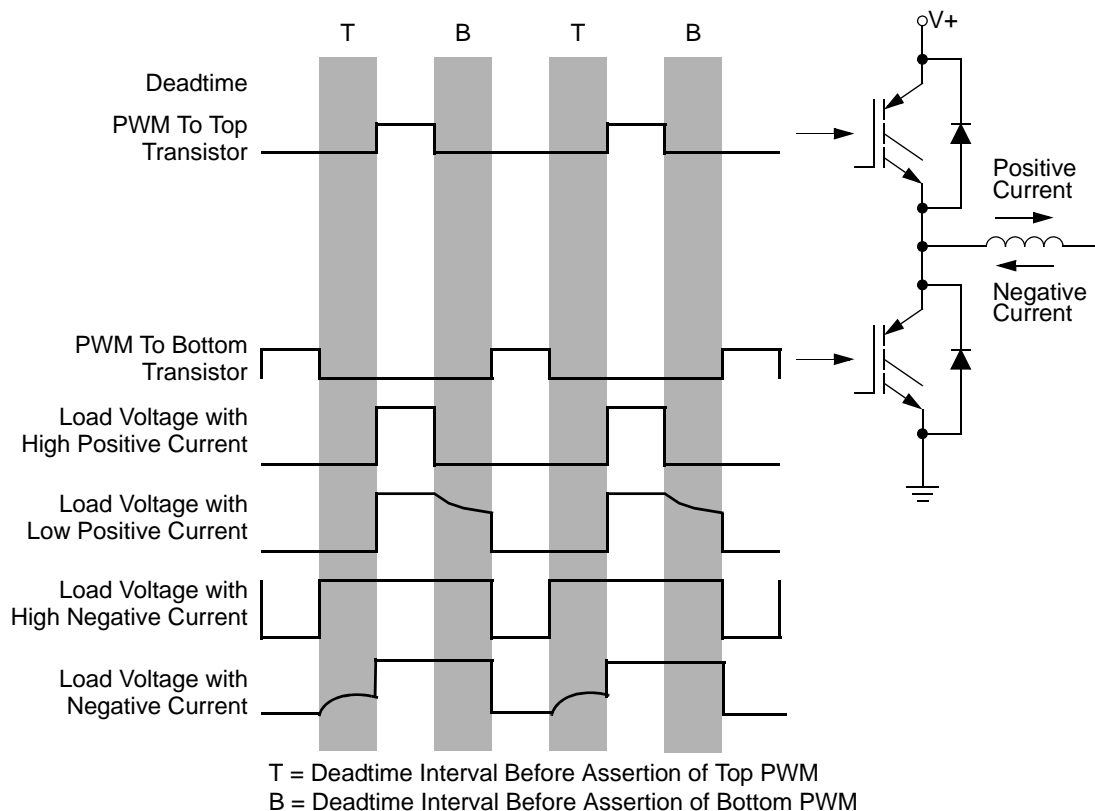 T B T B
V+
Deadtime
PWM To Top
Transistor
Positive
Current
Negative
Current
PWM To Bottom
Transistor
Load Voltage with
High Positive Current
Load Voltage with
Low Positive Current
Load Voltage with
High Negative Current
Load Voltage with
Negative Current
T = Deadtime Interval Before Assertion of Top PWM
B = Deadtime Interval Before Assertion of Bottom PWM